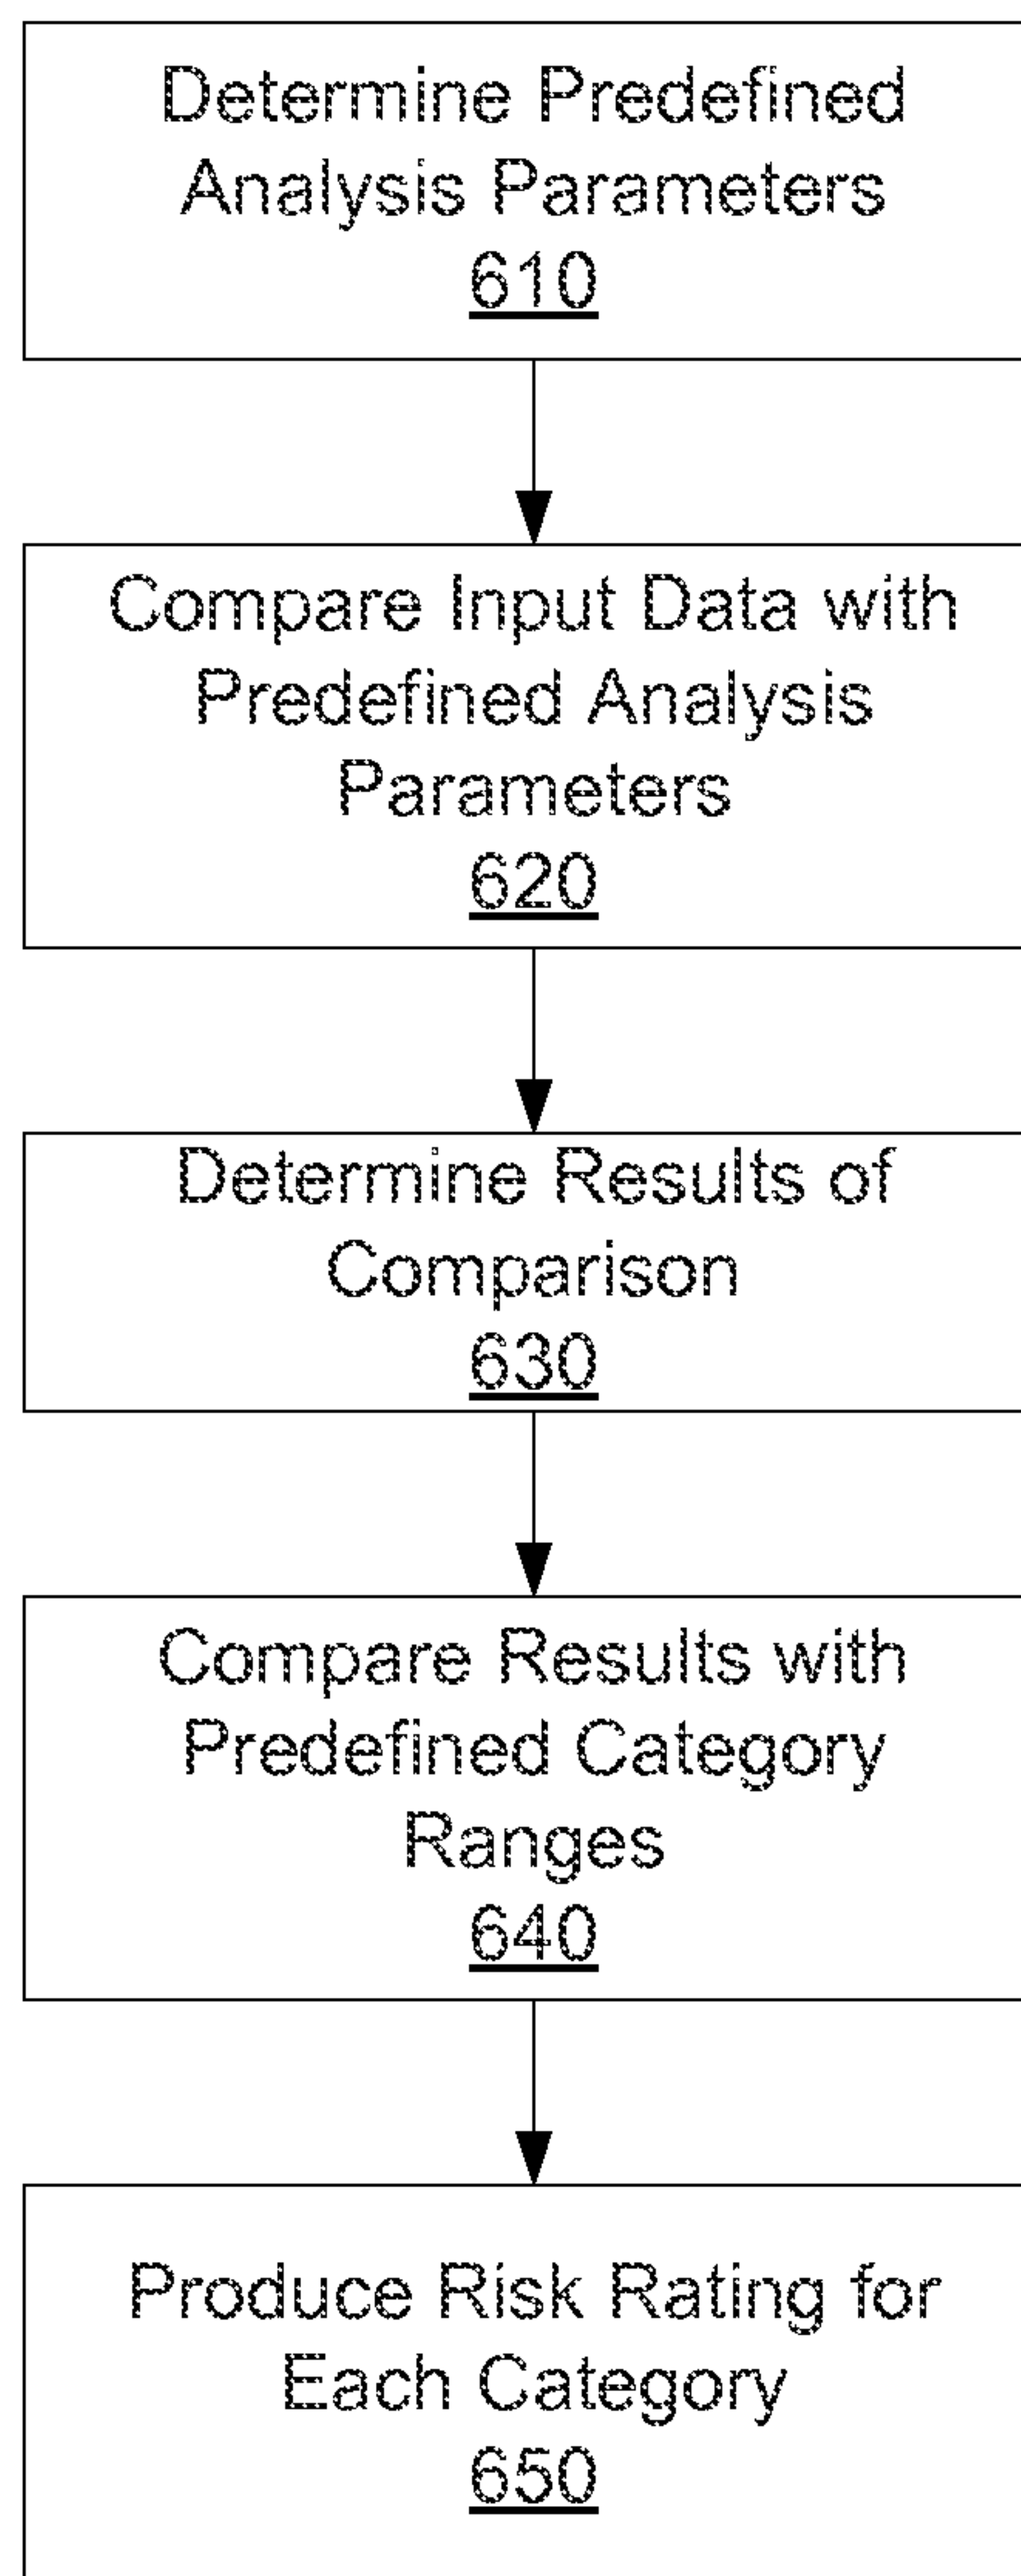 Determine Predefined
Analysis Parameters
610
Compare Input Data with
Predefined Analysis
Parameters
620
Determine Results of
Comparison
630
Compare Results with
Predefined Category
Ranges
640
Produce Risk Rating for
Each Category
650